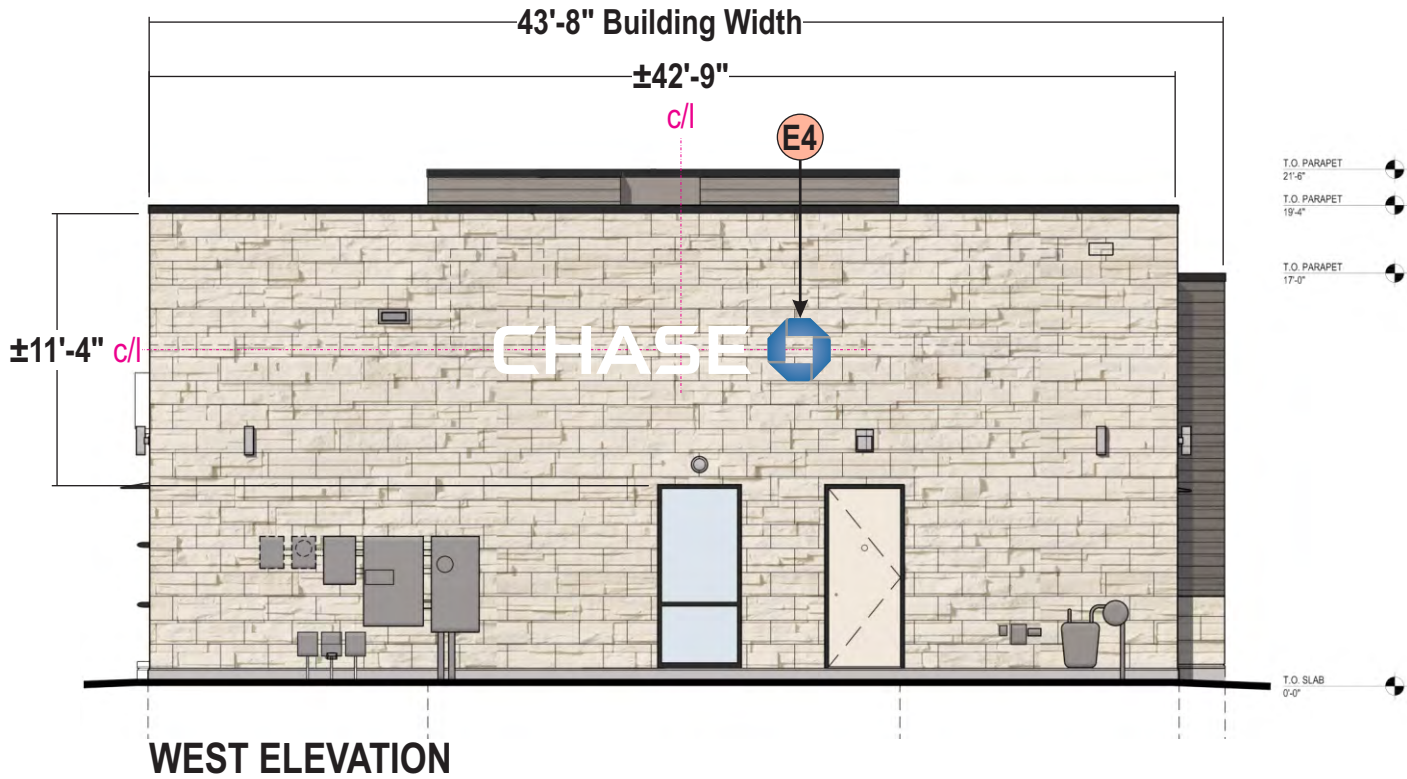 43'-8" Building Width
±42'-9"
c/l
E4
T.O. PARAPET
21'-6"
T.O. PARAPET
19'-4"
T.O. PARAPET
17'-0"
CHASE
±11'-4" c/l
T.O. SLAB
0'-0"
WEST ELEVATION